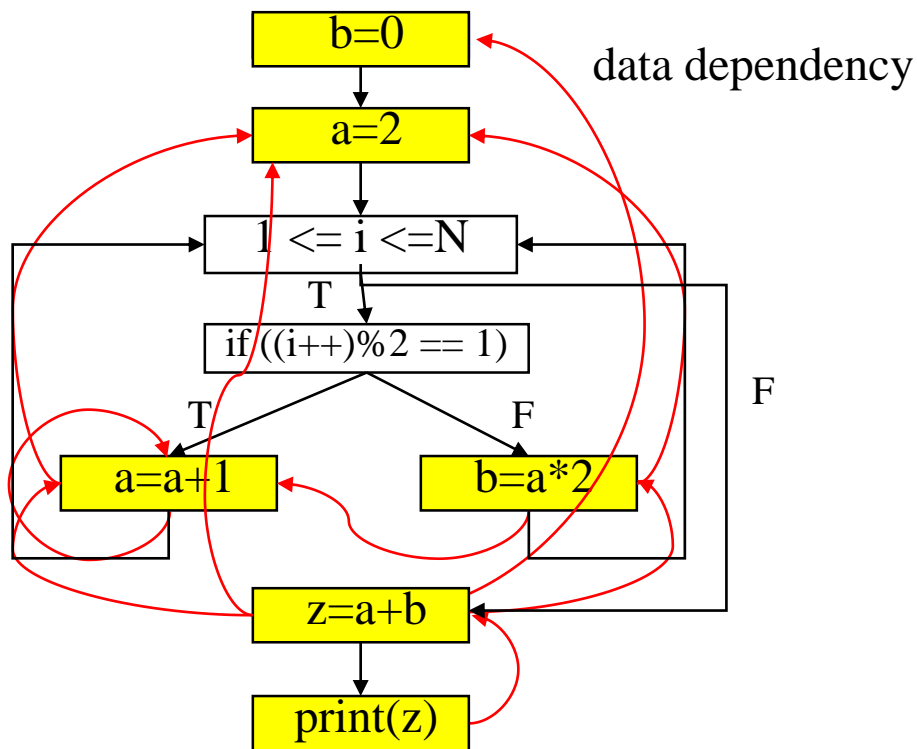 b=0
data dependency
a=2
1 <= i <=N
T
if ((i++)%2 == 1)
F
T
F
a=a+1
b=a*2
z=a+b
print(z)